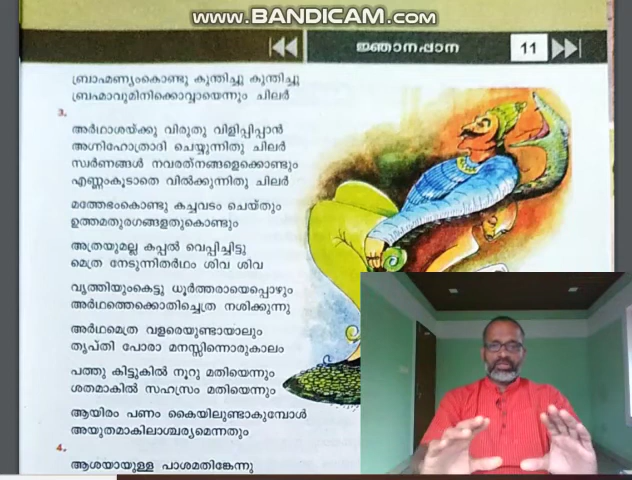 www.BANDICAM.com
ജ്ഞാനപ്പാന
11
ബ്രാഹ്മണ്യംകൊണ്ടു കുന്തിച്ചു കുന്തിച്ചു
ബ്രഹ്മാവുമിനിക്കൊവ്വായെന്നും ചിലർ
3.
അർഥാശയ്ക്കു വിരുതു വിളിപ്പിപ്പാൻ
അഗ്നിഹോത്രാദി ചെയ്യുന്നിതു ചിലർ
സ്വർണങ്ങൾ നവരത്നങ്ങളെക്കൊണ്ടും
എണ്ണംകൂടാതെ വിൽക്കുന്നിതു ചിലർ
മത്തേഭംകൊണ്ടു കച്ചവടം ചെയ്തും
ഉത്തമതുരഗങ്ങളതുകൊണ്ടും
അത്രയുമല്ല കപ്പൽ വെപ്പിച്ചിട്ടു
മെത്ര നേടുന്നിതർഥം ശിവ ശിവ
വൃത്തിയുംകെട്ടു ധൂർത്തരായെപ്പോഴും
അർഥത്തെക്കൊതിച്ചെത്ര നശിക്കുന്നു
അർഥമെത്ര വളരെയുണ്ടായാലും
തൃപ്തി പോരാ മനസ്സിന്നൊരുകാലം
പത്തു കിട്ടുകിൽ നൂറു മതിയെന്നും
ശതമാകിൽ സഹസ്രം മതിയെന്നും
ആയിരം പണം കൈയിലുണ്ടാകുമ്പോൾ
അയുതമാകിലാശ്ചര്യമെന്നതും
4.
ആശയായുള്ള പാശമതിങ്കേന്നു